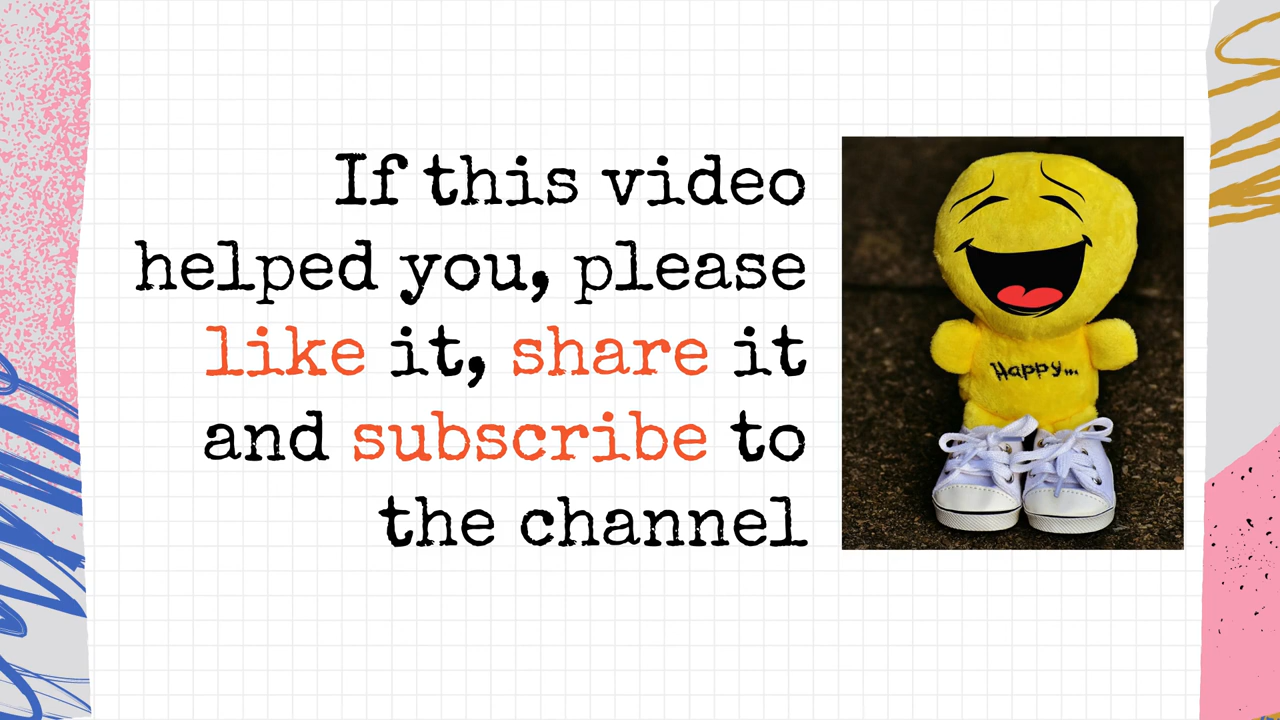 If this video
helped you, please
like it, share it
and subscribe to
the channel
Happy...